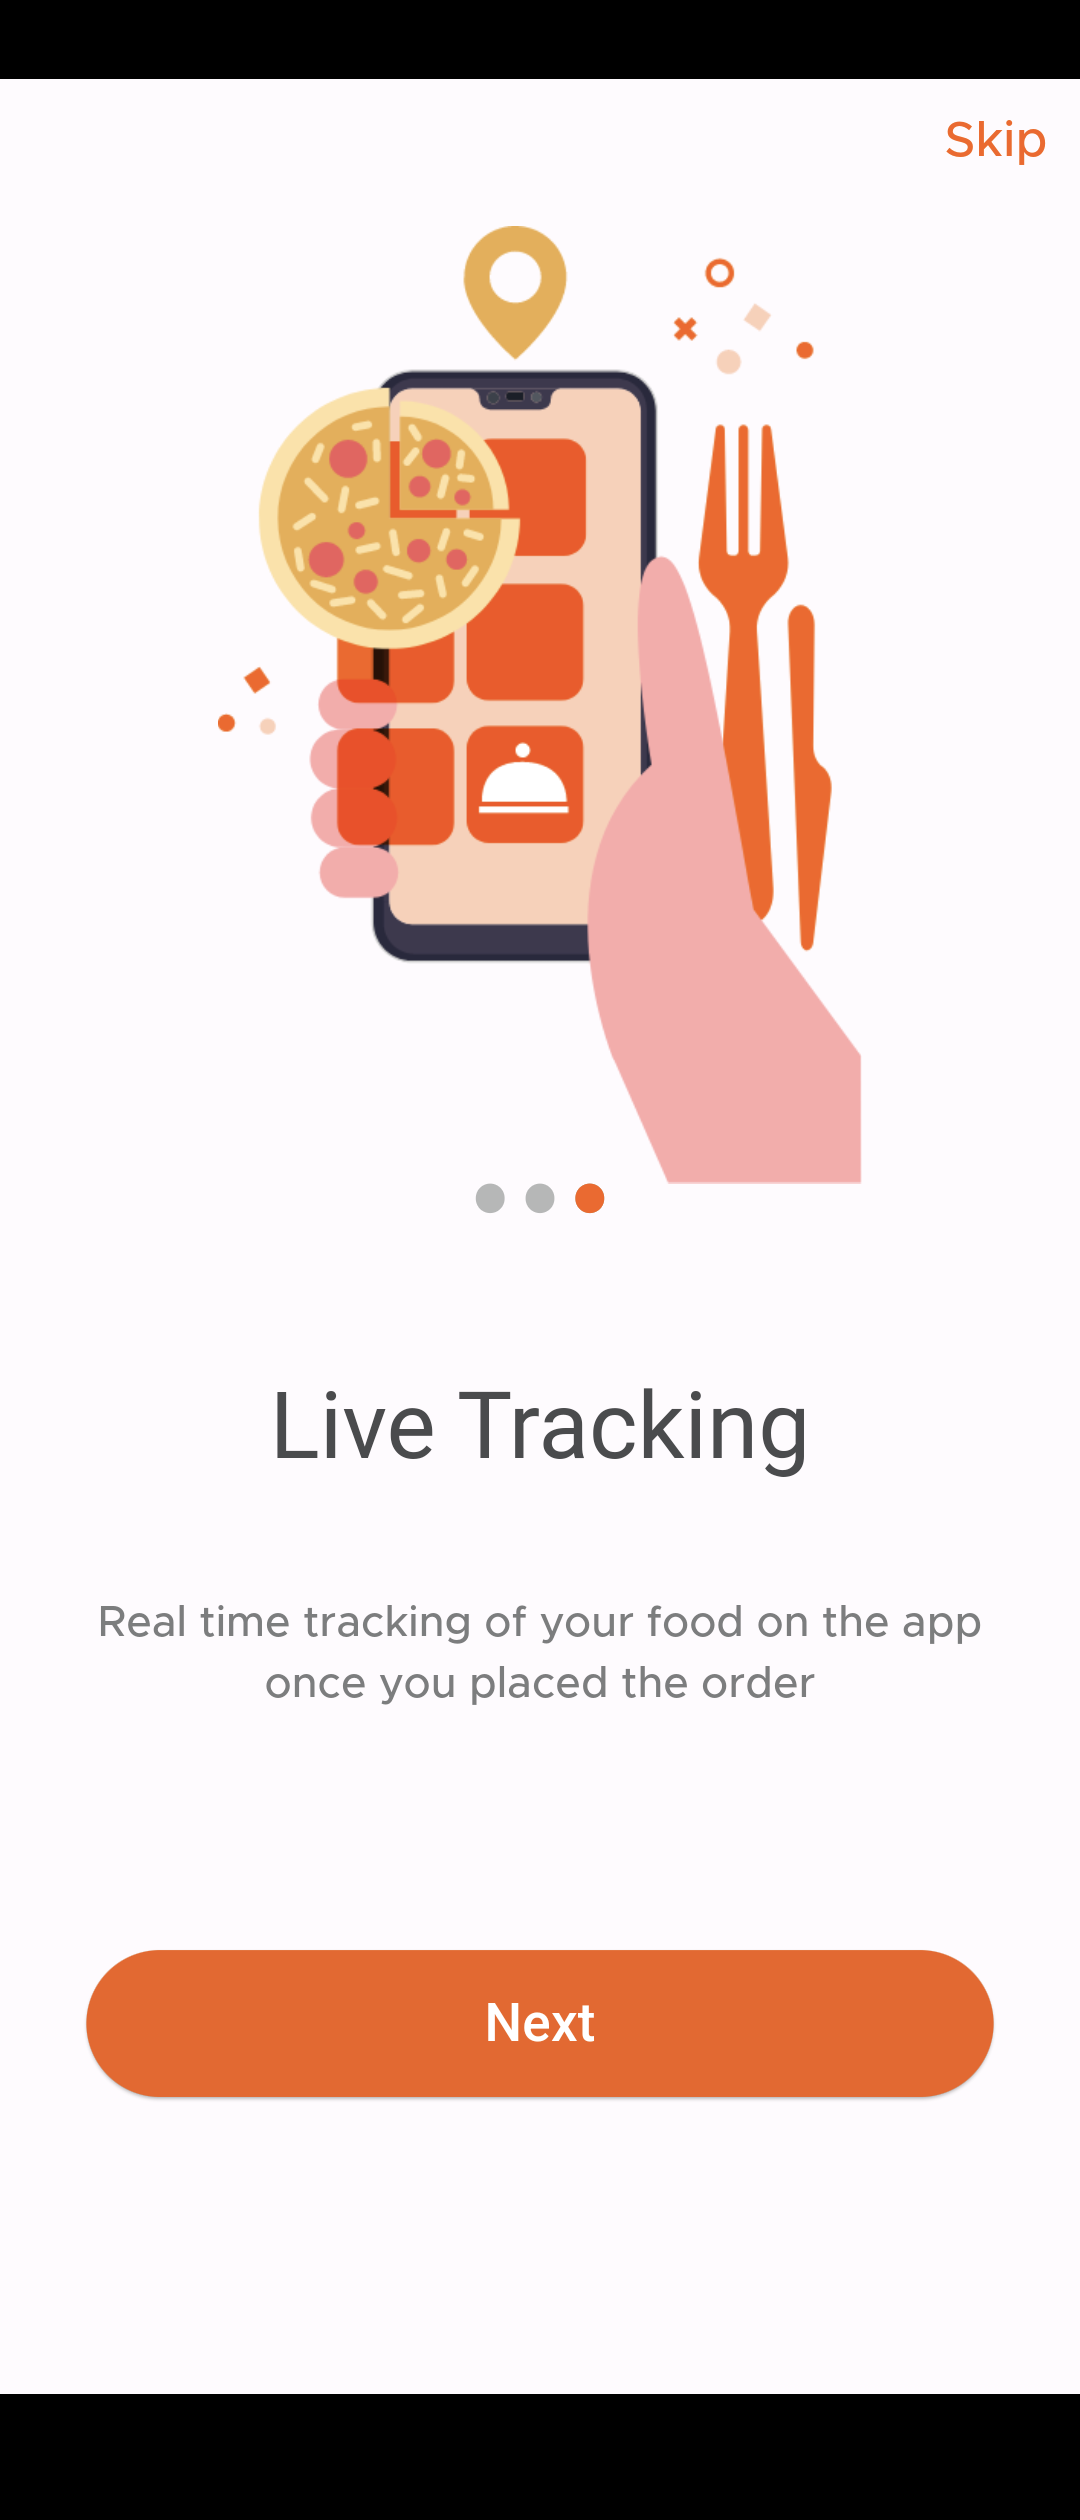 Skip
Live Tracking
Real time tracking of your food on the app
once you placed the order
Next